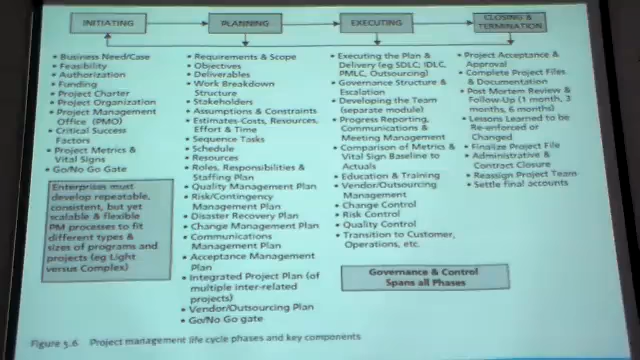 INITIATING
PLANNING
EXECUTING
CLOSING &
TERMINATION
• Business Need/Case
• Feasibility
• Authorization
• Funding
• Project Charter
• Project Organization
• Project Management
Office (PMO)
• Critical Success
Factors
• Project Metrics &
Vital Signs
• Go/No Go Gate
Enterprises must
develop repeatable,
consistent, but yet
scalable & flexible
PM processes to fit
different types &
sizes of programs and
projects (eg Light
versus Complex)
• Requirements & Scope
• Objectives
• Deliverables
• Work Breakdown
Structure
• Stakeholders
• Assumptions & Constraints
• Estimates-Costs, Resources,
Effort & Time
• Sequence Tasks
• Schedule
• Resources
• Roles, Responsibilities &
Staffing Plan
• Quality Management Plan
• Risk/Contingency
Management Plan
• Disaster Recovery Plan
• Change Management Plan
• Communications
Management Plan
• Acceptance Management
Plan
• Integrated Project Plan (of
multiple inter-related
projects)
• Vendor/Outsourcing Plan
• Go/No Go gate
• Executing the Plan &
Delivery (eg SDLC; IDLC,
PMLC, Outsourcing)
• Governance Structure &
Escalation
• Developing the Team
(separate module)
• Progress Reporting,
Communications &
Meeting Management
• Comparison of Metrics &
Vital Sign Baseline to
Actuals
• Education & Training
• Vendor/Outsourcing
Management
• Change Control
• Risk Control
• Quality Control
• Transition to Customer,
Operations, etc.
• Project Acceptance &
Approval
• Complete Project Files
& Documentation
• Post Mortem Review &
Follow-Up (1 month, 3
months, 6 months)
• Lessons Learned to be
Re-enforced or
Changed
• Finalize Project File
• Administrative &
Contract Closure
• Reassign Project Team
• Settle final accounts
Governance & Control
Spans all Phases
Figure 5.6 Project management life cycle phases and key components